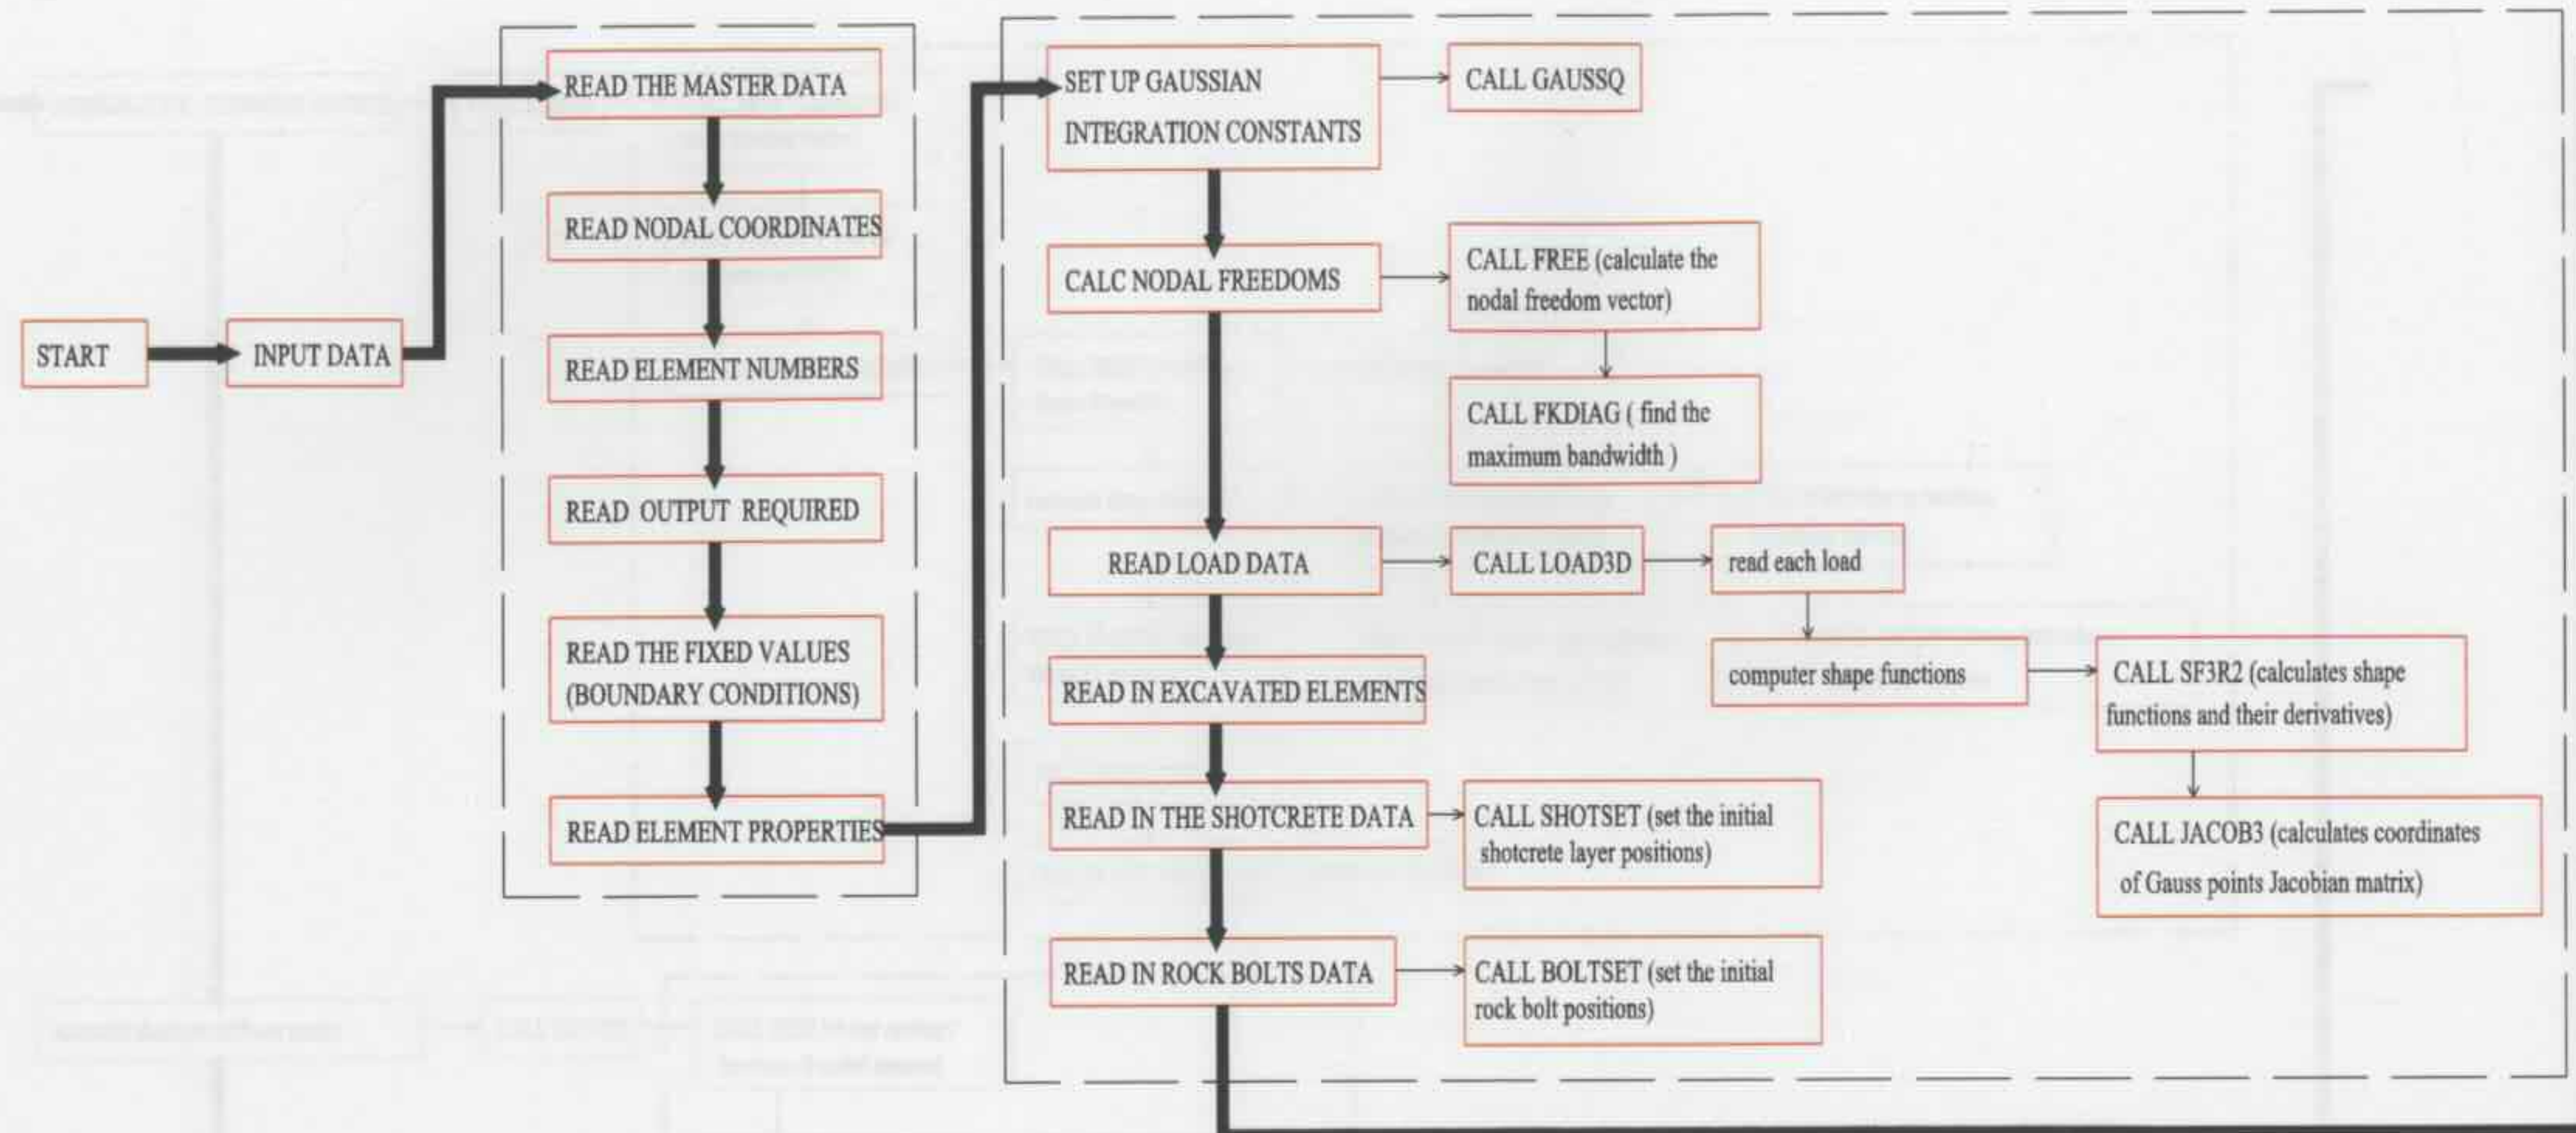 START
INPUT DATA
READ THE MASTER DATA
READ NODAL COORDINATES
READ ELEMENT NUMBERS
READ OUTPUT REQUIRED
READ THE FIXED VALUES
(BOUNDARY CONDITIONS)
READ ELEMENT PROPERTIES
SET UP GAUSSIAN
INTEGRATION CONSTANTS
CALL GAUSSQ
CALC NODAL FREEDOMS
CALL FREE (calculate the
nodal freedom vector)
CALL FKDIAG ( find the
maximum bandwidth )
READ LOAD DATA
CALL LOAD3D
read each load
computer shape functions
CALL SF3R2 (calculates shape
functions and their derivatives)
CALL JACOB3 (calculates coordinates
of Gauss points Jacobian matrix)
READ IN EXCAVATED ELEMENTS
READ IN THE SHOTCRETE DATA
CALL SHOTSET (set the initial
shotcrete layer positions)
READ IN ROCK BOLTS DATA
CALL BOLTSET (set the initial
rock bolt positions)